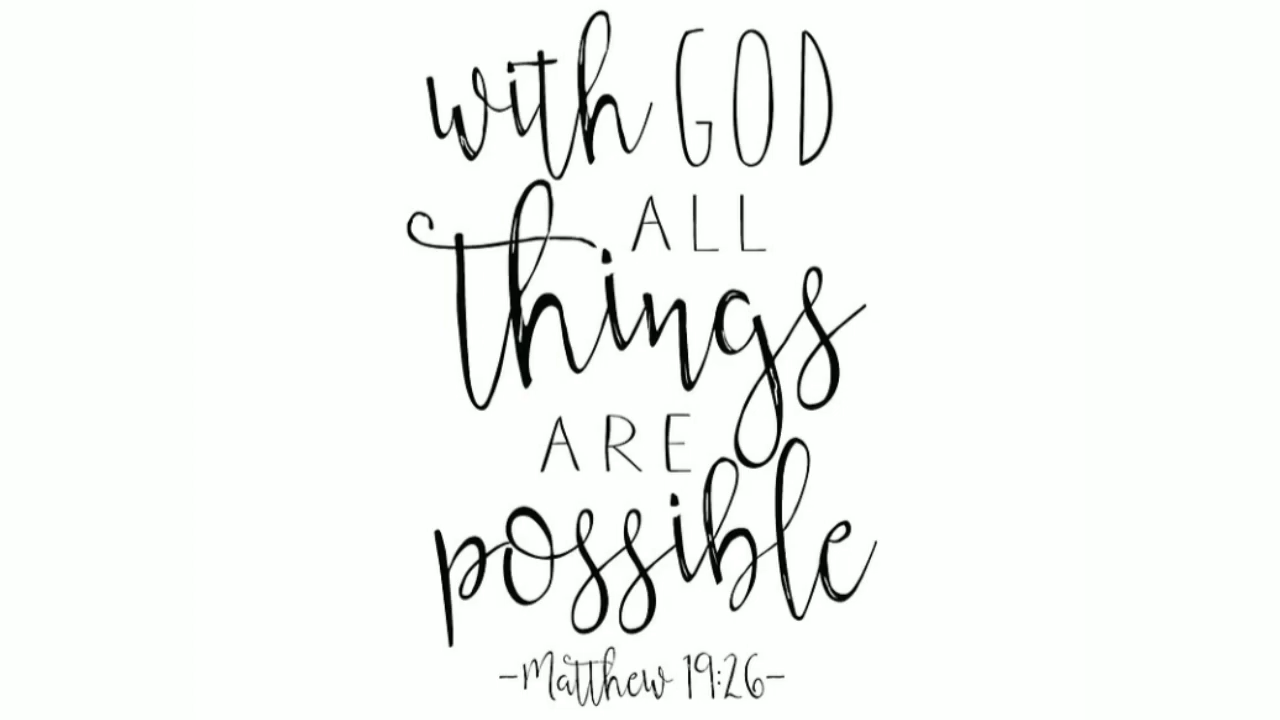 with GOD
ALL
things
ARE
possible
-Matthew 19:26-